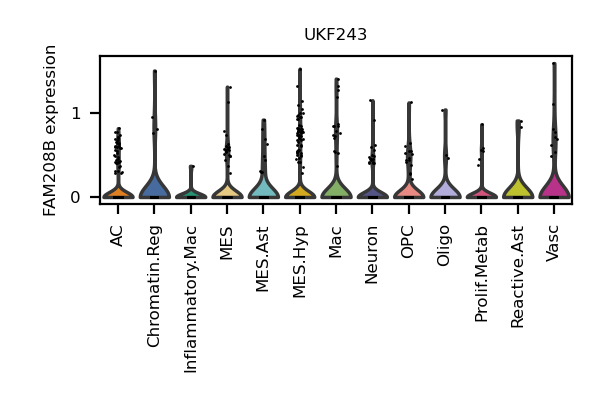 UKF243
FAM208B expression
1
0
AC
Chromatin.Reg
Inflammatory.Mac
MES
MES.Ast
MES.Hyp
Mac
Neuron
OPC
Oligo
Prolif.Metab
Reactive.Ast
Vasc